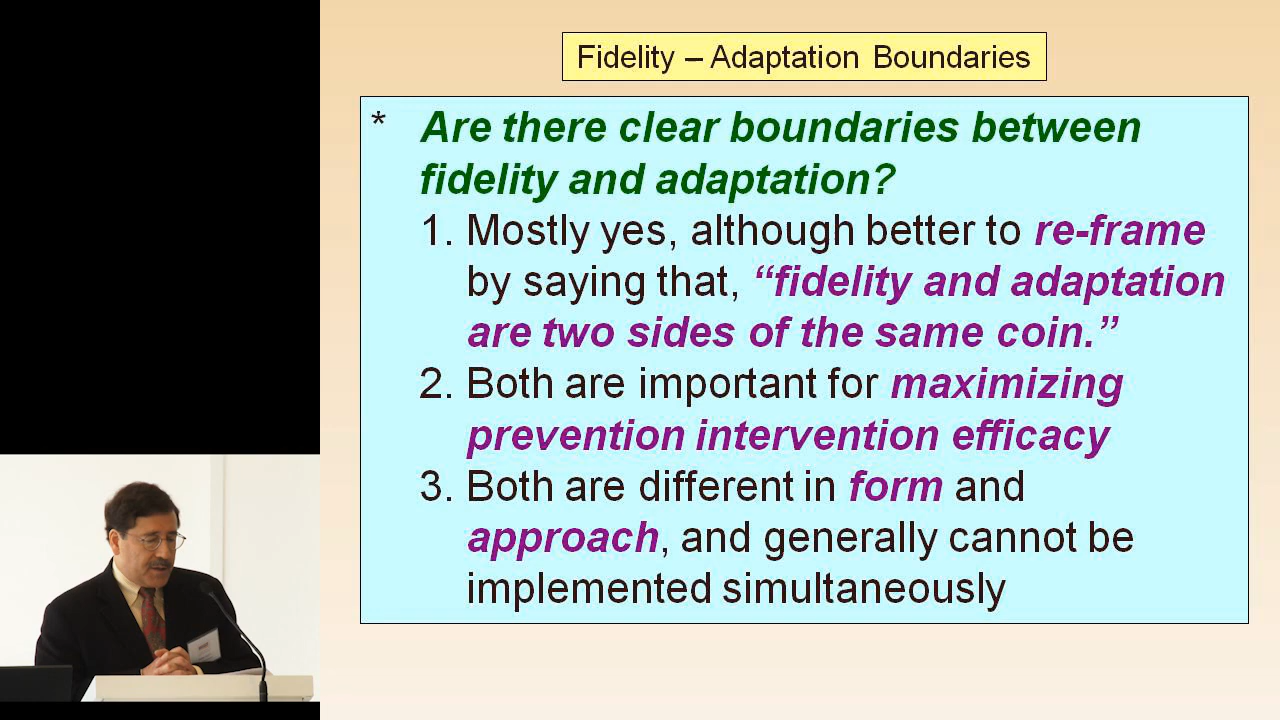 Fidelity – Adaptation Boundaries
* Are there clear boundaries between
fidelity and adaptation?
1. Mostly yes, although better to re-frame
by saying that, “fidelity and adaptation
are two sides of the same coin.”
2. Both are important for maximizing
prevention intervention efficacy
3. Both are different in form and
approach, and generally cannot be
implemented simultaneously